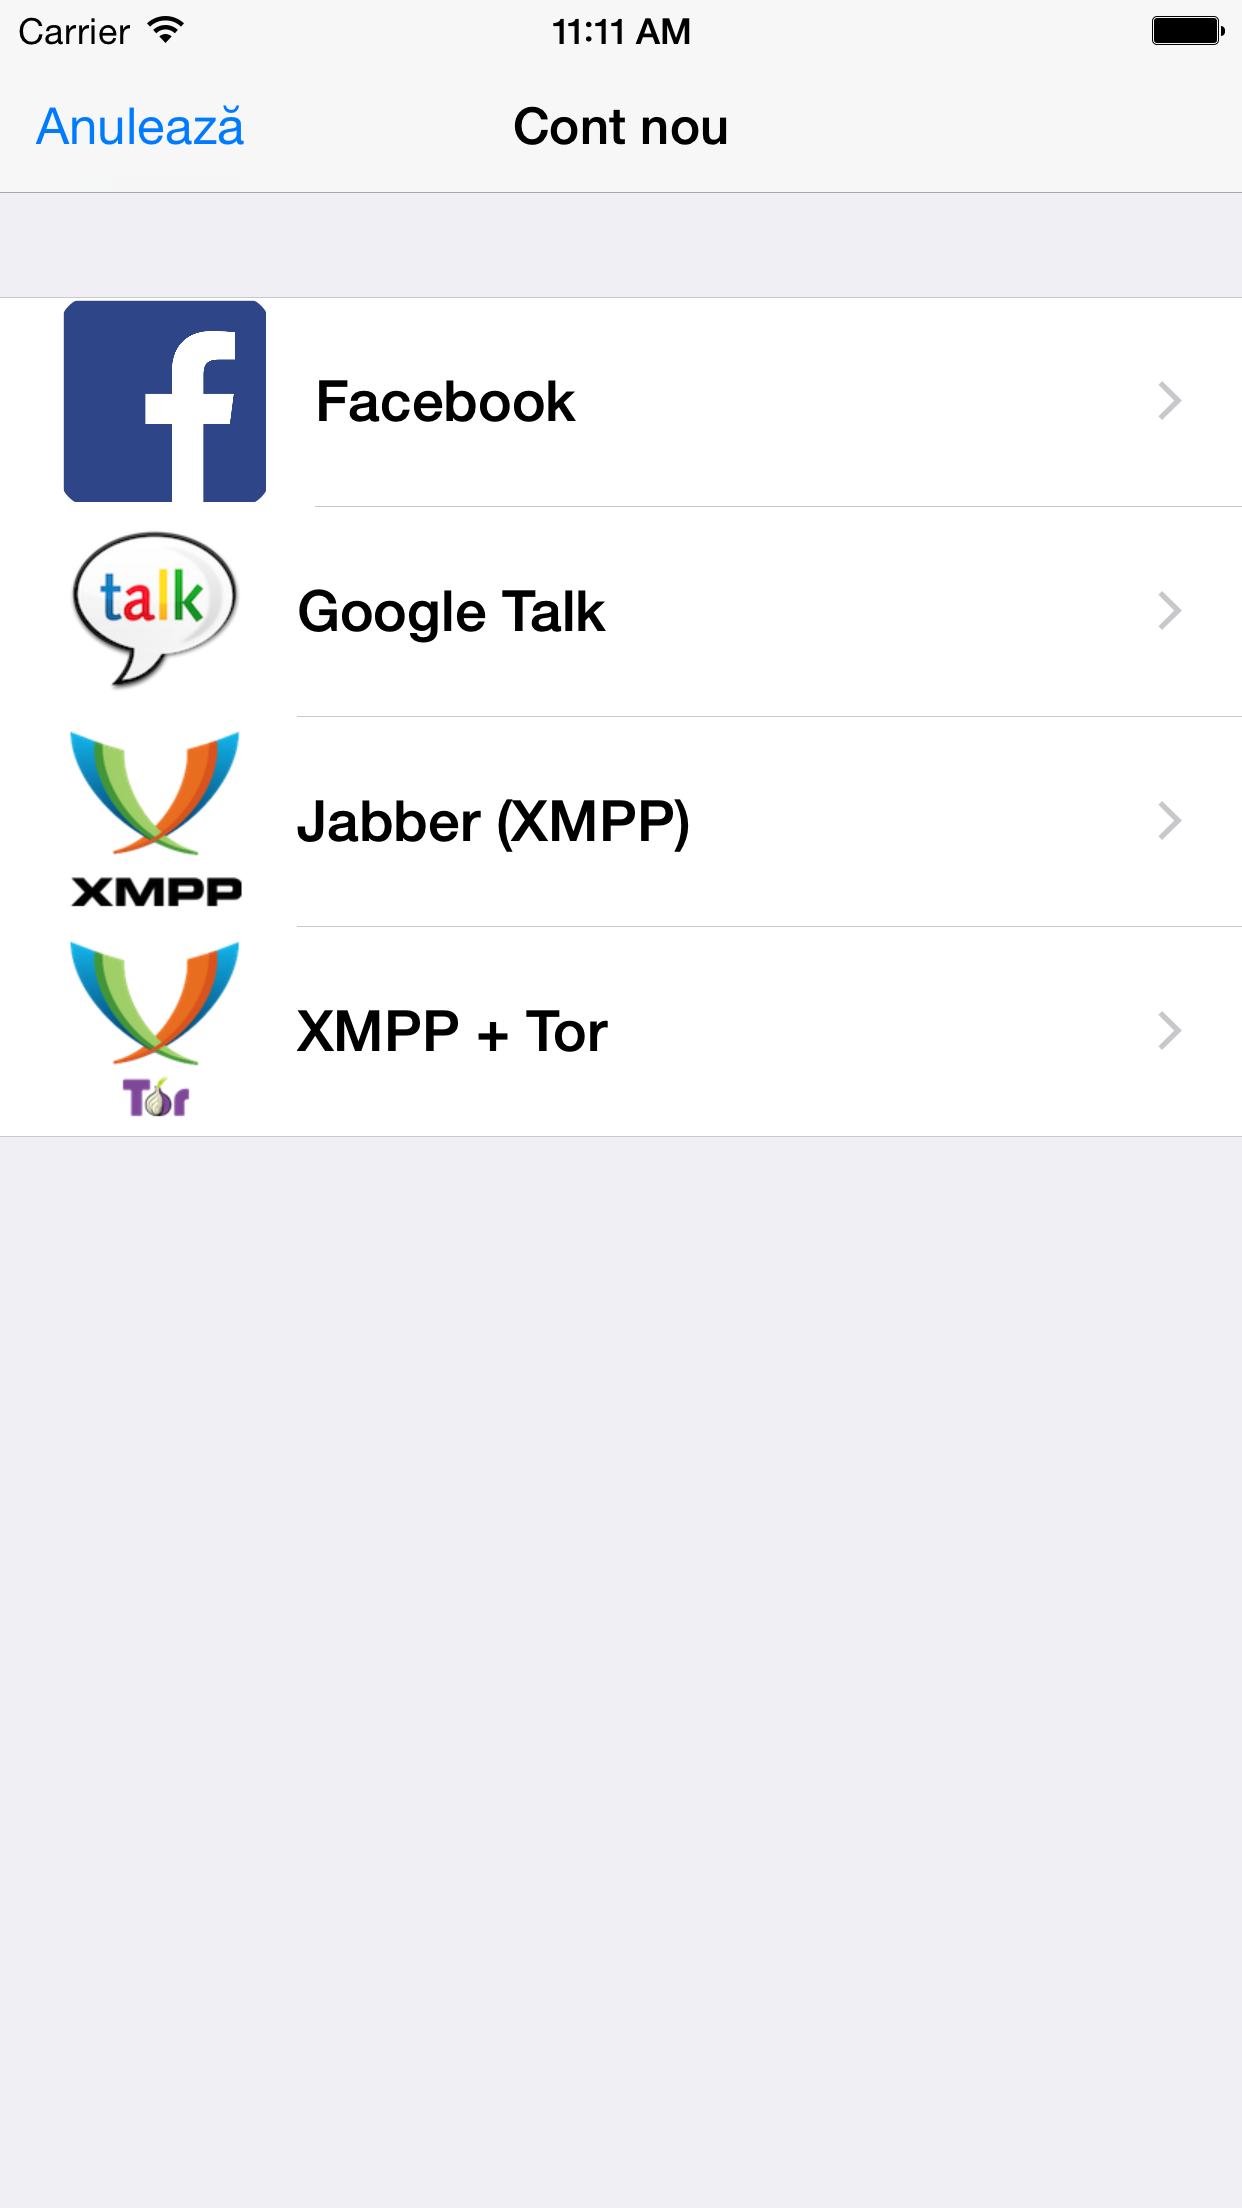 Carrier 11:11 AM
Anulează Cont nou
Facebook
talk
Google Talk
Jabber (XMPP)
XMPP
XMPP + Tor
Tor